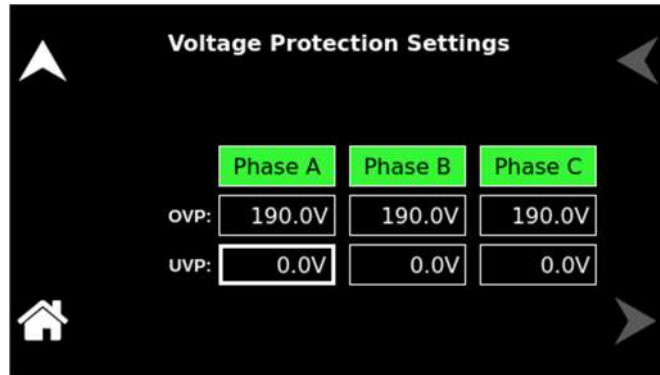 Voltage Protection Settings
Phase A Phase B Phase C
OVP: 190.0V 190.0V 190.0V
UVP: 0.0V 0.0V 0.0V